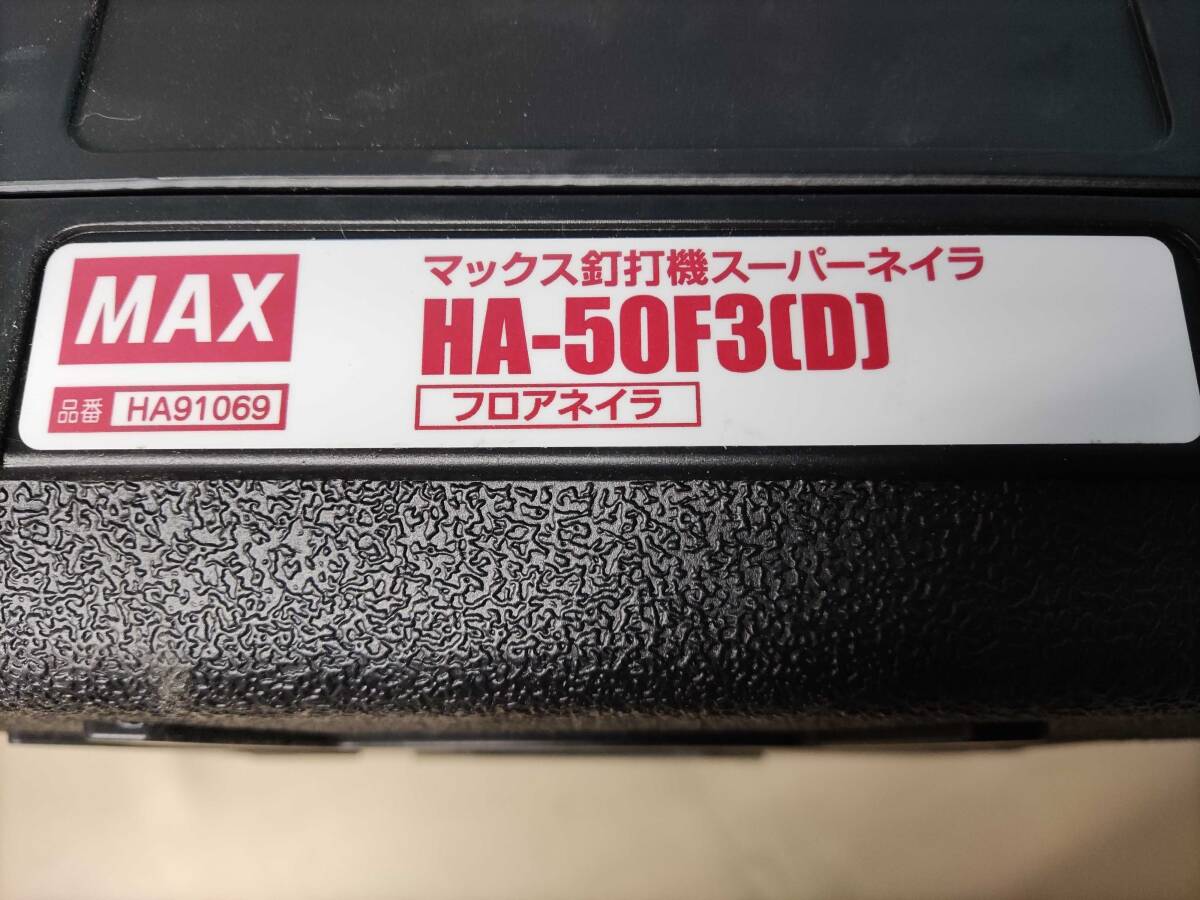 MAX
品番 HA91069
マックス釘打機スーパーネイラ
HA-50F3(D)
フロアネイラ